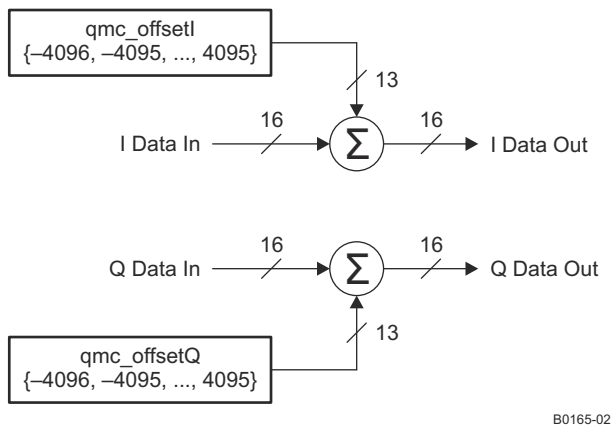 qmc_offsetI
{–4096, –4095, ..., 4095}
13
16
16
I Data In
Σ
I Data Out
16
16
Q Data In
Σ
Q Data Out
13
qmc_offsetQ
{–4096, –4095, ..., 4095}
B0165-02